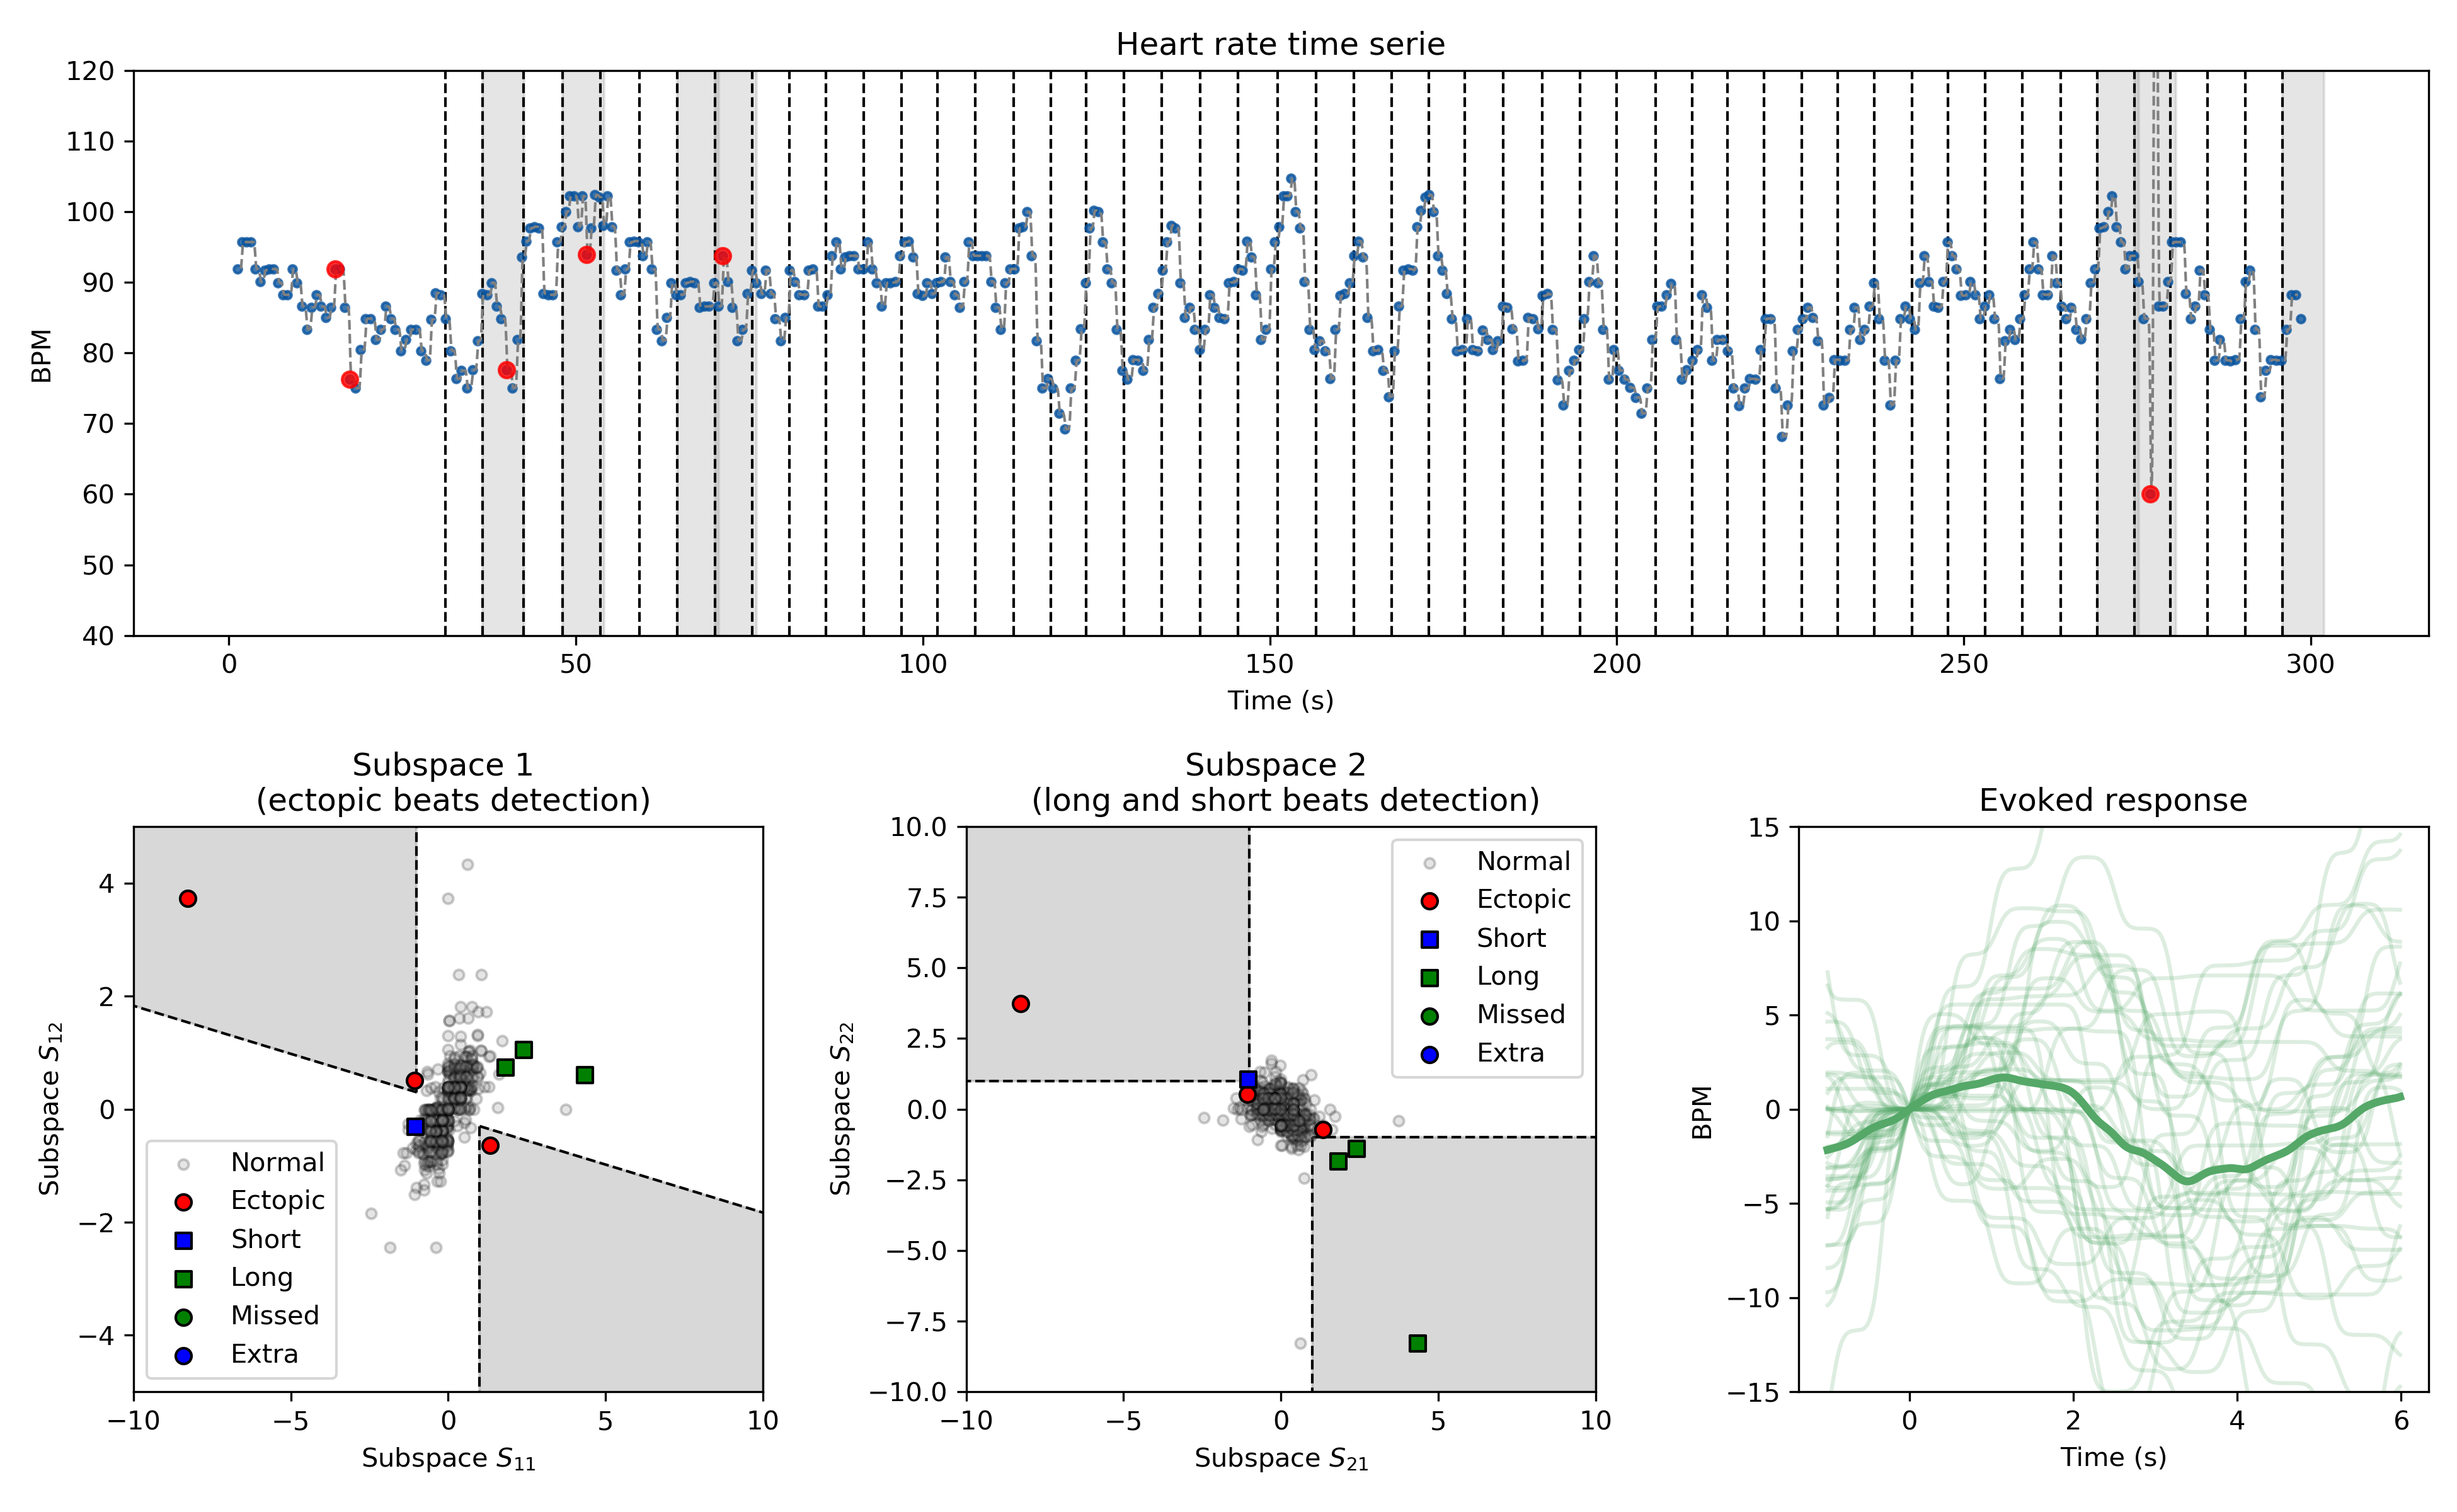 Heart rate time serie
120
110
100
90
80
70
60
50
40
BPM
0 50 100 150 200 250 300
Time (s)
Subspace 1
(ectopic beats detection)
4
2
0
−2
−4
Subspace S₁₂
Normal
Ectopic
Short
Long
Missed
Extra
−10 −5 0 5 10
Subspace S₁₁
Subspace 2
(long and short beats detection)
10.0
7.5
5.0
2.5
0.0
−2.5
−5.0
−7.5
−10.0
Subspace S₂₂
Normal
Ectopic
Short
Long
Missed
Extra
−10 −5 0 5 10
Subspace S₂₁
Evoked response
15
10
5
0
−5
−10
−15
BPM
0 2 4 6
Time (s)